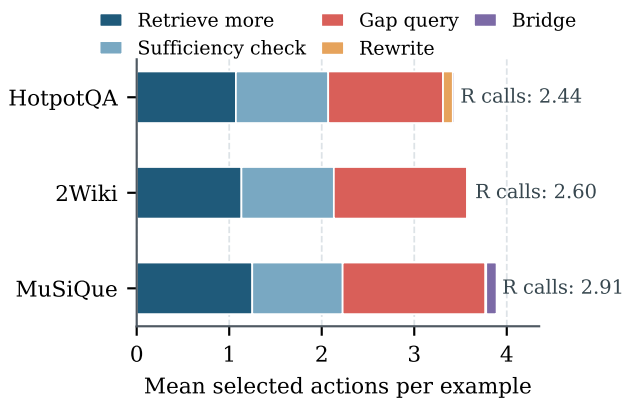 Retrieve more Gap query Bridge
Sufficiency check Rewrite
HotpotQA R calls: 2.44
2Wiki R calls: 2.60
MuSiQue R calls: 2.91
0 1 2 3 4
Mean selected actions per example